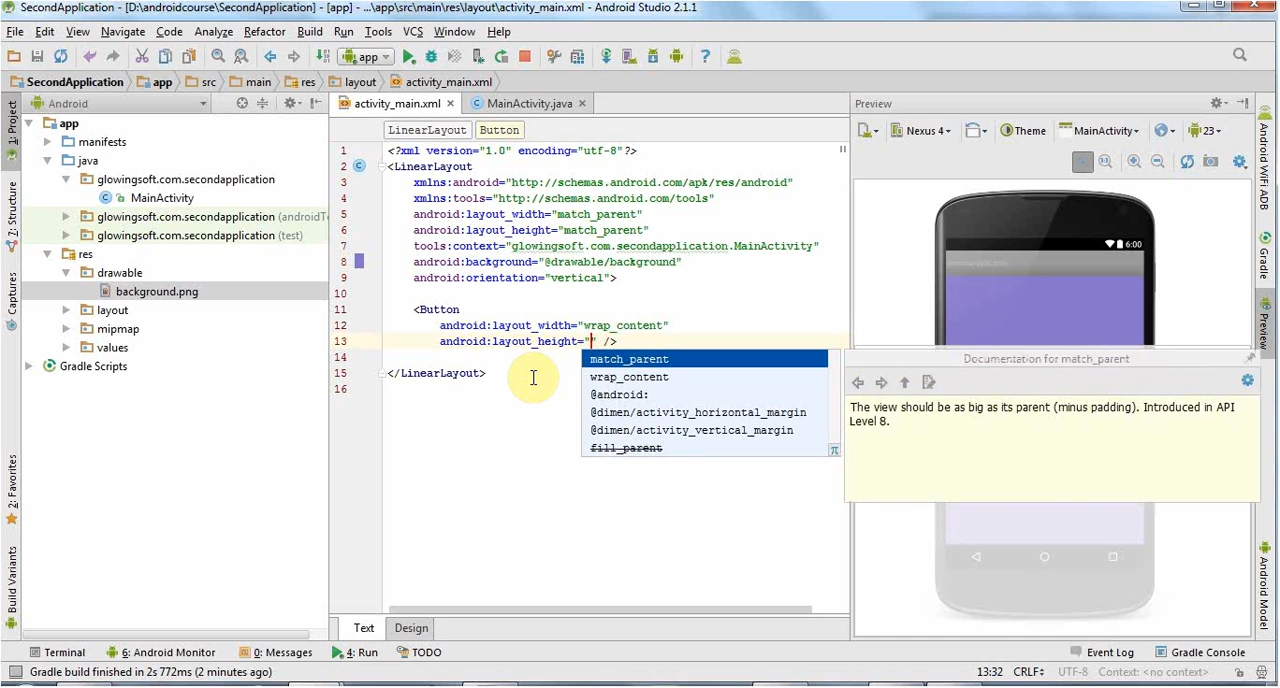 SecondApplication - [D:\androidcourse\SecondApplication] - [app] - ...\app\src\main\res\layout\activity_main.xml - Android Studio 2.1.1
File Edit View Navigate Code Analyze Refactor Build Run Tools VCS Window Help
app
SecondApplication app src main res layout activity_main.xml
Android
activity_main.xml MainActivity.java
Preview
LinearLayout Button
Nexus 4 Theme MainActivity 23
1: Project
7: Structure
Captures
2: Favorites
Build Variants
app
manifests
java
glowingsoft.com.secondapplication
MainActivity
glowingsoft.com.secondapplication (androidTe
glowingsoft.com.secondapplication (test)
res
drawable
background.png
layout
mipmap
values
Gradle Scripts
1 <?xml version="1.0" encoding="utf-8"?>
2 <LinearLayout
3 xmlns:android="http://schemas.android.com/apk/res/android"
4 xmlns:tools="http://schemas.android.com/tools"
5 android:layout_width="match_parent"
6 android:layout_height="match_parent"
7 tools:context="glowingsoft.com.secondapplication.MainActivity"
8 android:background="@drawable/background"
9 android:orientation="vertical">
10
11 <Button
12 android:layout_width="wrap_content"
13 android:layout_height="" />
14
15 </LinearLayout>
16
match_parent
wrap_content
@android:
@dimen/activity_horizontal_margin
@dimen/activity_vertical_margin
fill_parent
π
6:00
Documentation for match_parent
The view should be as big as its parent (minus padding). Introduced in API
Level 8.
Android WiFi ADB
Gradle
Preview
Android Model
Text Design
Terminal 6: Android Monitor 0: Messages 4: Run TODO Event Log Gradle Console
Gradle build finished in 2s 772ms (2 minutes ago) 13:32 CRLF UTF-8 Context: <no context>